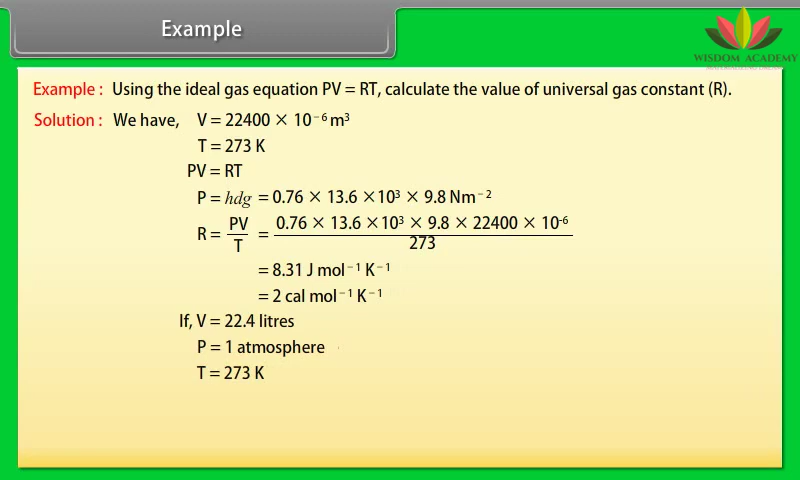 Example
WISDOM ACADEMY
Example : Using the ideal gas equation PV = RT, calculate the value of universal gas constant (R).
Solution : We have, V = 22400 × 10⁻⁶ m³
T = 273 K
PV = RT
P = hdg = 0.76 × 13.6 ×10³ × 9.8 Nm⁻²
R = PV/T = 0.76 × 13.6 ×10³ × 9.8 × 22400 × 10⁻⁶/273
= 8.31 J mol⁻¹ K⁻¹
= 2 cal mol⁻¹ K⁻¹
If, V = 22.4 litres
P = 1 atmosphere
T = 273 K